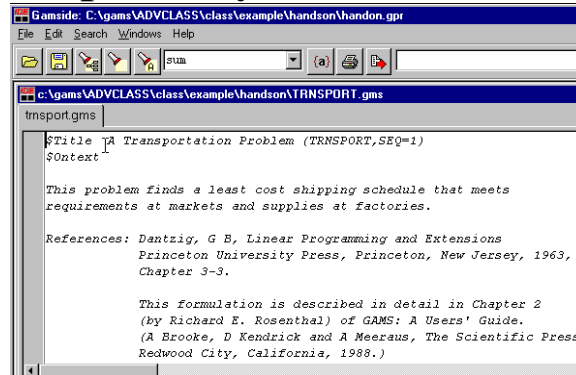 Gamside: C:\gams\ADVCLASS\class\example\handson\handon.gpr
File Edit Search Windows Help
sum
{a}
c:\gams\ADVCLASS\class\example\handson\TRNSPORT.gms
trnsport.gms
$Title A Transportation Problem (TRNSPORT,SEQ=1)
$Ontext
This problem finds a least cost shipping schedule that meets
requirements at markets and supplies at factories.
References: Dantzig, G B, Linear Programming and Extensions
Princeton University Press, Princeton, New Jersey, 1963,
Chapter 3-3.
This formulation is described in detail in Chapter 2
(by Richard E. Rosenthal) of GAMS: A Users' Guide.
(A Brooke, D Kendrick and A Meeraus, The Scientific Press
Redwood City, California, 1988.)